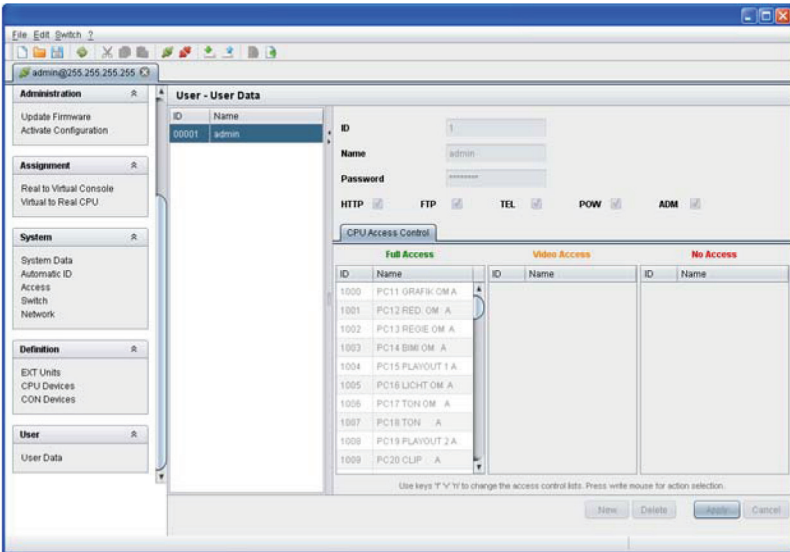 File Edit Switch ?
admin@255.255.255.255
Administration
Update Firmware
Activate Configuration
Assignment
Real to Virtual Console
Virtual to Real CPU
System
System Data
Automatic ID
Access
Switch
Network
Definition
EXT Units
CPU Devices
CON Devices
User
User Data
User - User Data
ID Name
00001 admin
ID 1
Name admin
Password ********
HTTP FTP TEL POW ADM
CPU Access Control
Full Access Video Access No Access
ID Name ID Name ID Name
1000 PC11 GRAFIK OM A
1001 PC12 RED. OM A
1002 PC13 REGIE OM A
1003 PC14 BIMI OM A
1004 PC15 PLAYOUT 1 A
1005 PC16 LICHT OM A
1006 PC17 TON OM A
1007 PC18 TON A
1008 PC19 PLAYOUT 2 A
1009 PC20 CLIP A
Use keys 'f' 'v' 'n' to change the access control lists. Press write mouse for action selection.
New Delete Apply Cancel